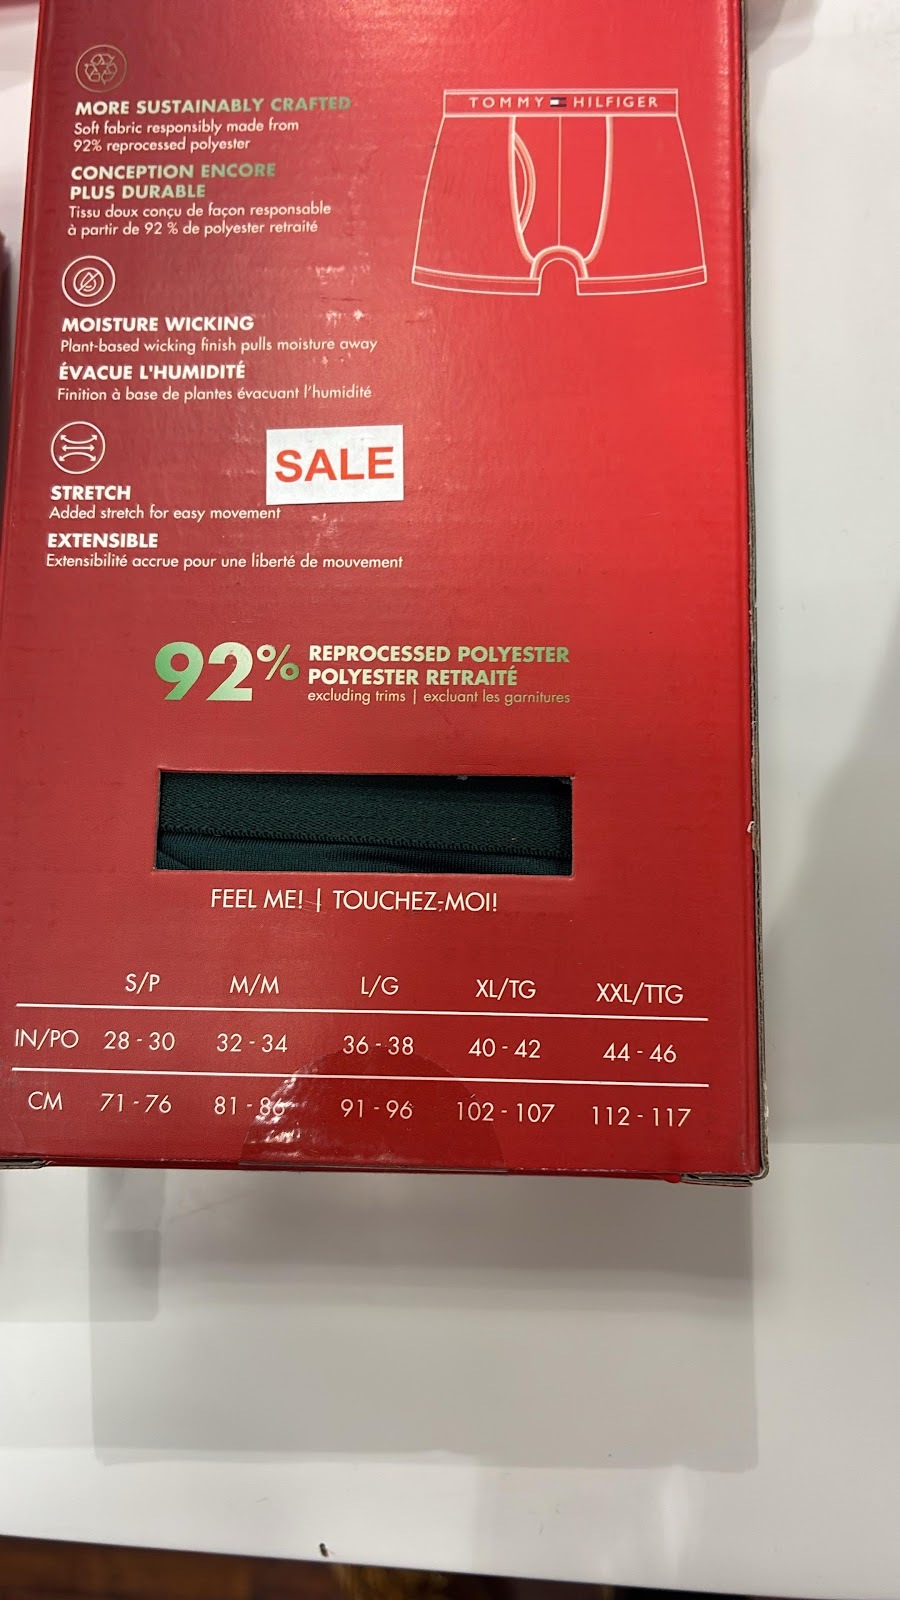 MORE SUSTAINABLY CRAFTED
Soft fabric responsibly made from
92% reprocessed polyester
CONCEPTION ENCORE
PLUS DURABLE
Tissu doux conçu de façon responsable
à partir de 92 % de polyester retraité
TOMMY HILFIGER
MOISTURE WICKING
Plant-based wicking finish pulls moisture away
ÉVACUE L'HUMIDITÉ
Finition à base de plantes évacuant l'humidité
SALE
STRETCH
Added stretch for easy movement
EXTENSIBLE
Extensibilité accrue pour une liberté de mouvement
92% REPROCESSED POLYESTER
POLYESTER RETRAITÉ
excluding trims | excluant les garnitures
FEEL ME! | TOUCHEZ-MOI!
S/P M/M L/G XL/TG XXL/TTG
IN/PO 28 - 30 32 - 34 36 - 38 40 - 42 44 - 46
CM 71 - 76 81 - 86 91 - 96 102 - 107 112 - 117